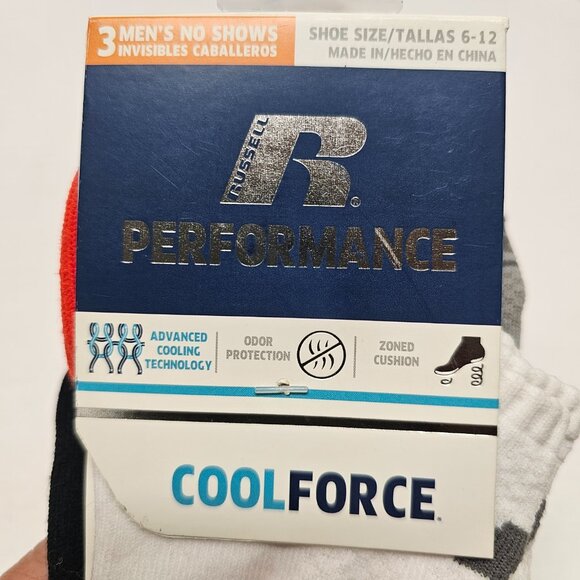 3 MEN'S NO SHOWS
INVISIBLES CABALLEROS
SHOE SIZE/TALLAS 6-12
MADE IN/HECHO EN CHINA
RUSSELL
R®
PERFORMANCE
ADVANCED
COOLING
TECHNOLOGY
ODOR
PROTECTION
ZONED
CUSHION
COOLFORCE®